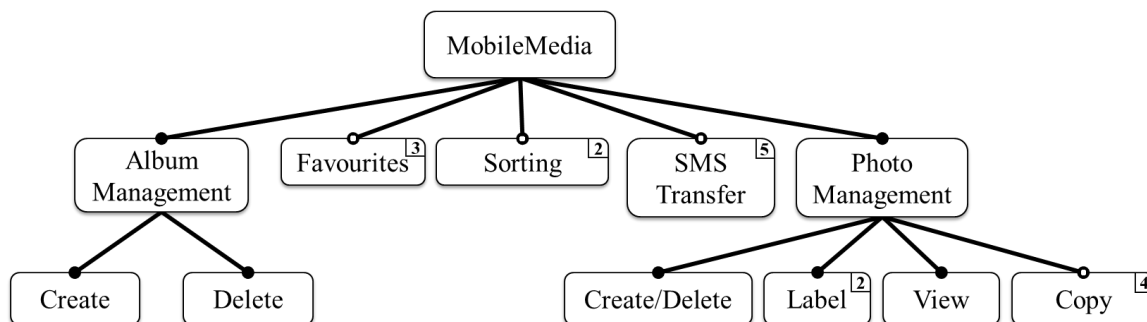 MobileMedia
Album
Management
Favourites
3
Sorting
2
SMS
Transfer
5
Photo
Management
Create
Delete
Create/Delete
Label
2
View
Copy
4